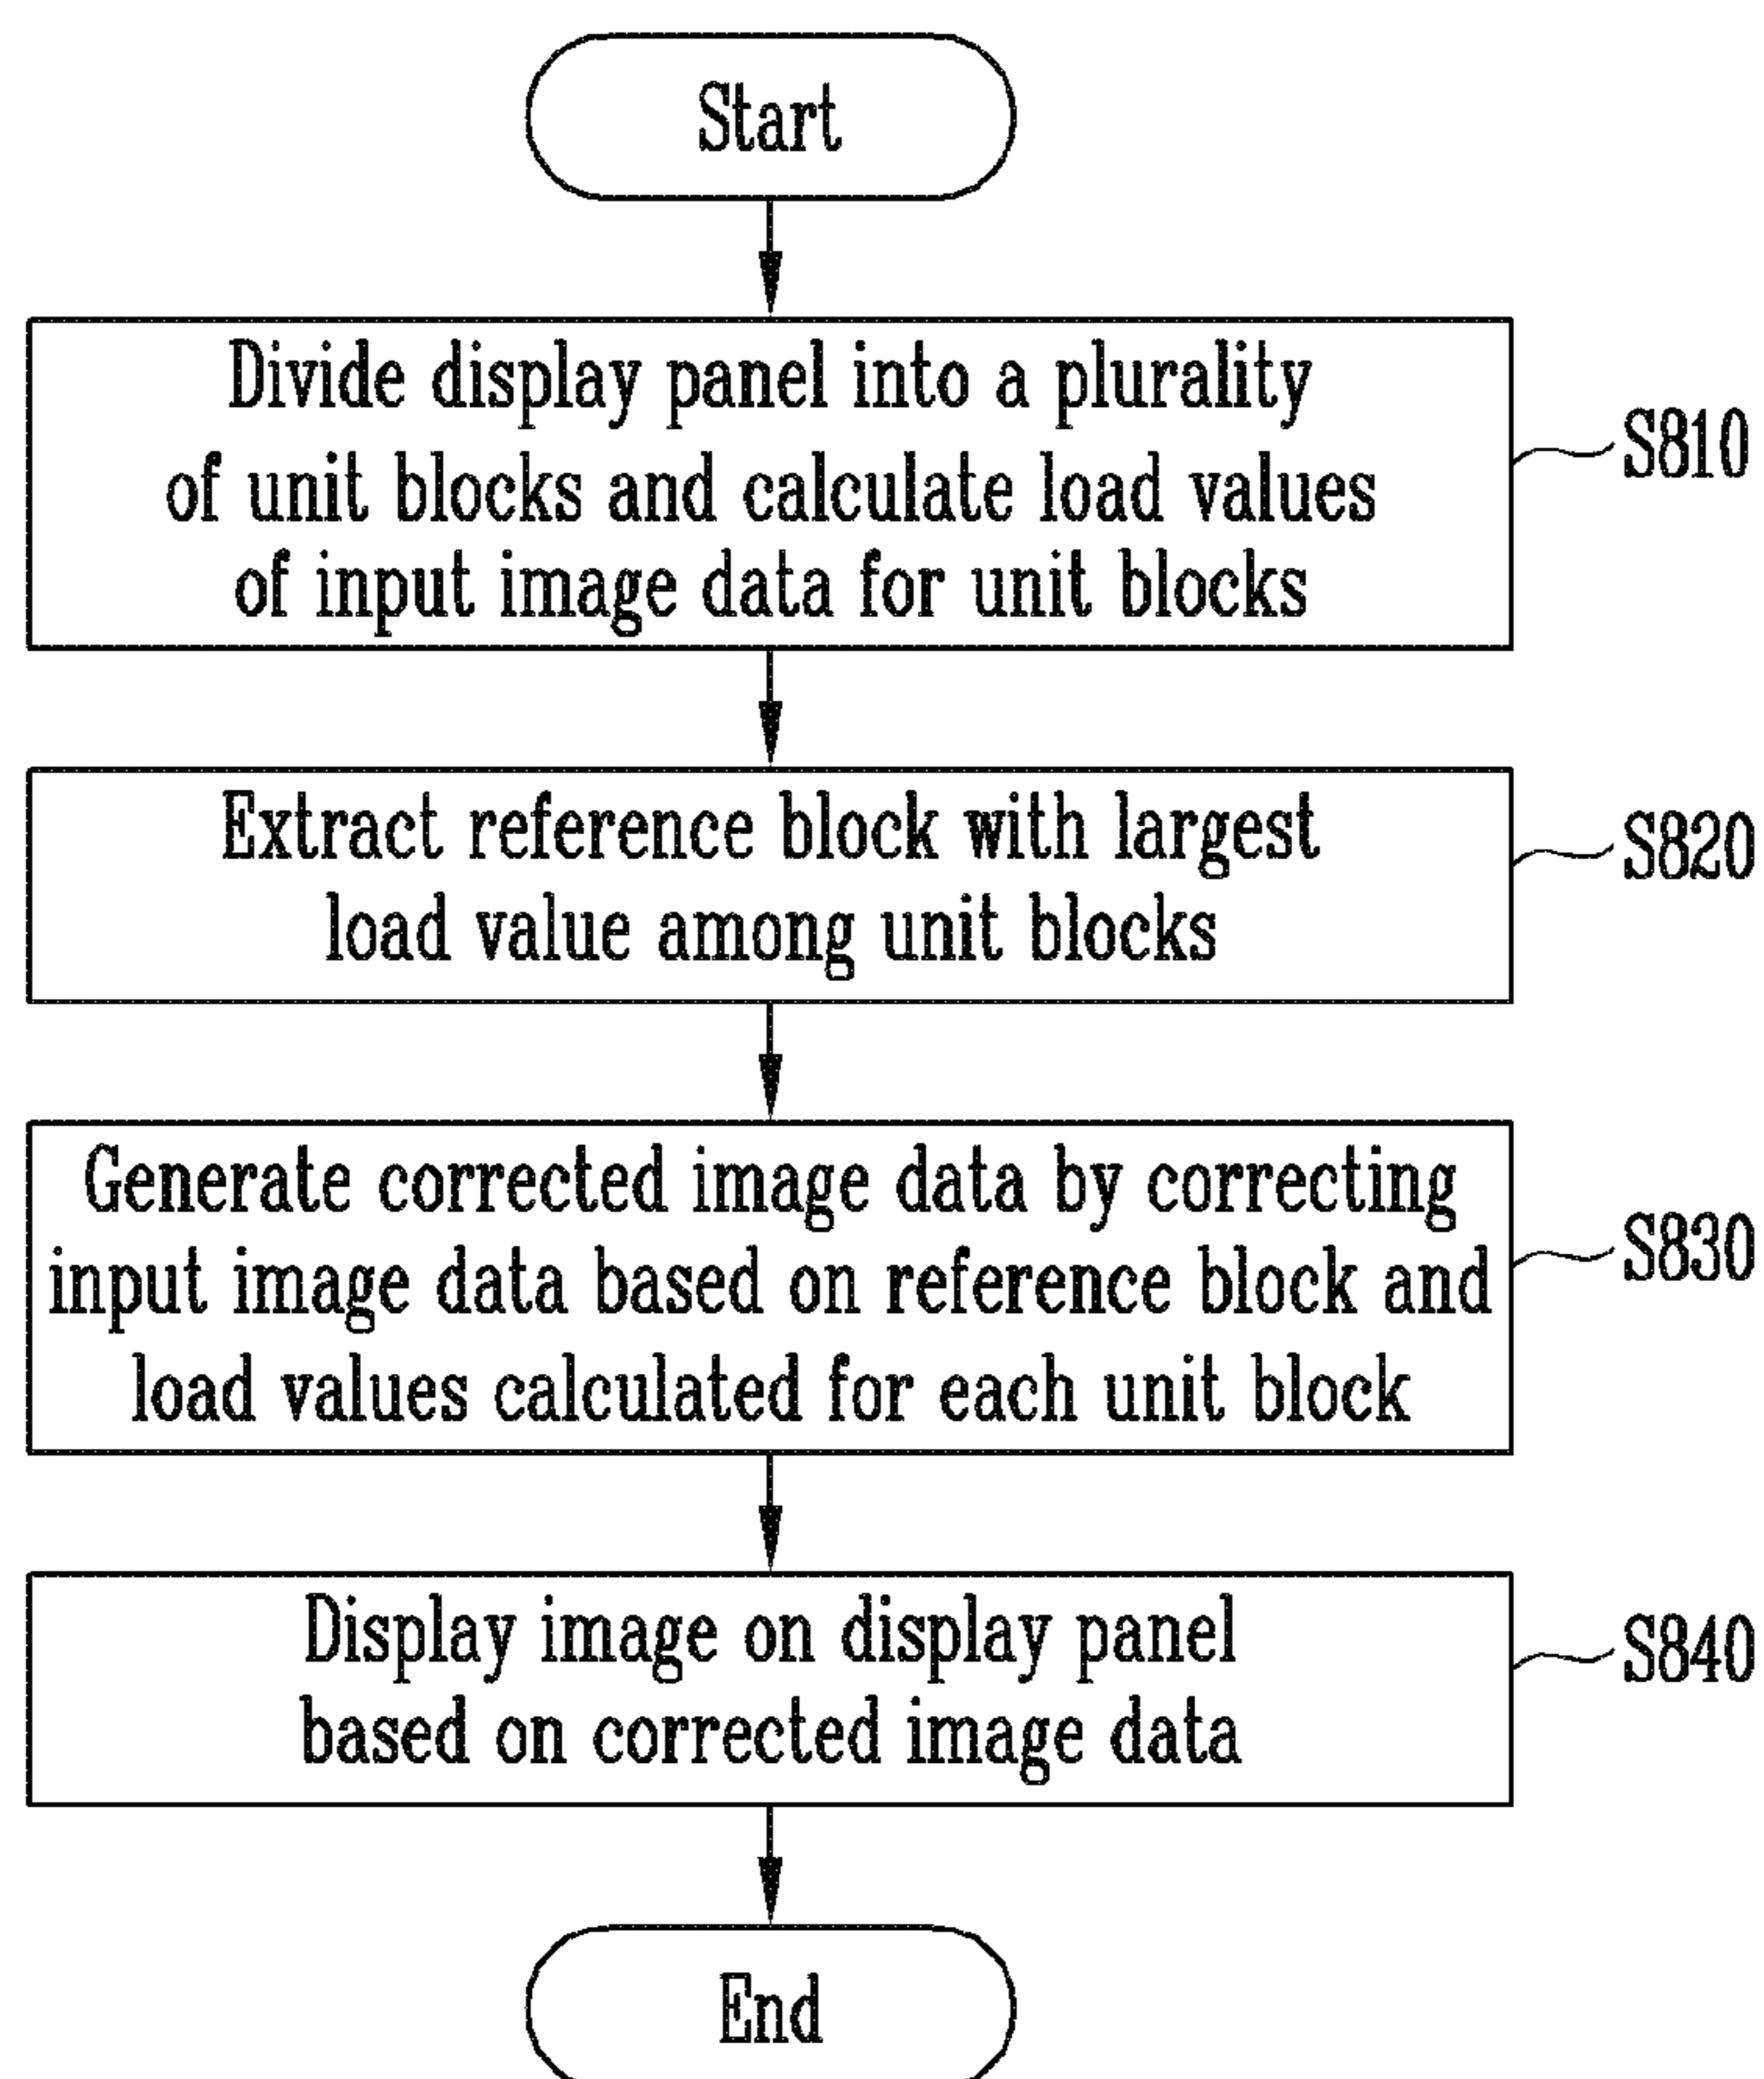 Start
Divide display panel into a plurality
of unit blocks and calculate load values
of input image data for unit blocks
S810
Extract reference block with largest
load value among unit blocks
S820
Generate corrected image data by correcting
input image data based on reference block and
load values calculated for each unit block
S830
Display image on display panel
based on corrected image data
S840
End